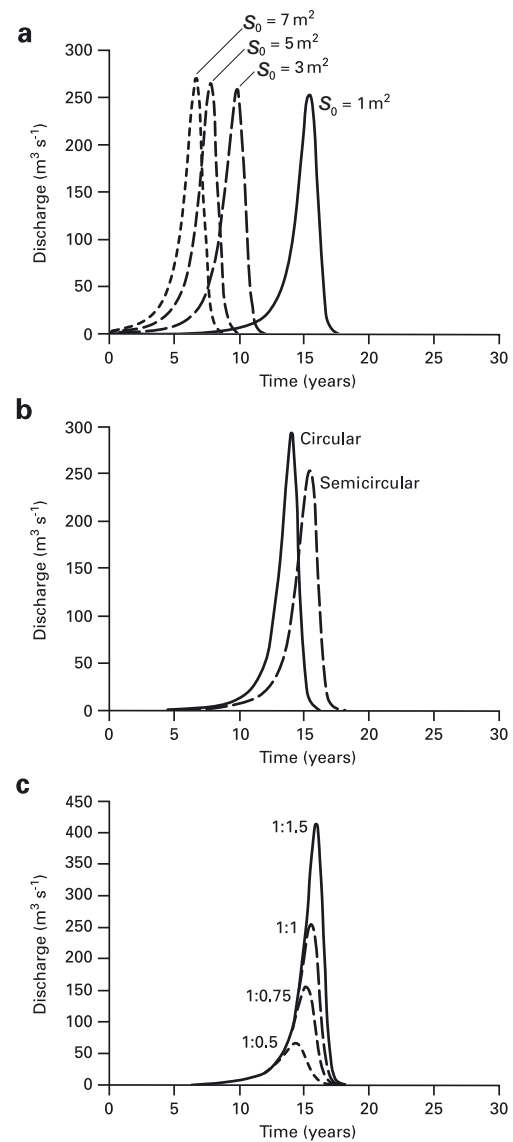 a
S₀ = 7 m²
S₀ = 5 m²
S₀ = 3 m²
S₀ = 1 m²
300
250
200
150
100
50
0
Discharge (m³ s⁻¹)
0 5 10 15 20 25 30
Time (years)
b
Circular
Semicircular
300
250
200
150
100
50
0
Discharge (m³ s⁻¹)
0 5 10 15 20 25 30
Time (years)
c
450
400
350
300
250
200
150
100
50
0
1:1.5
1:1
1:0.75
1:0.5
Discharge (m³ s⁻¹)
0 5 10 15 20 25 30
Time (years)